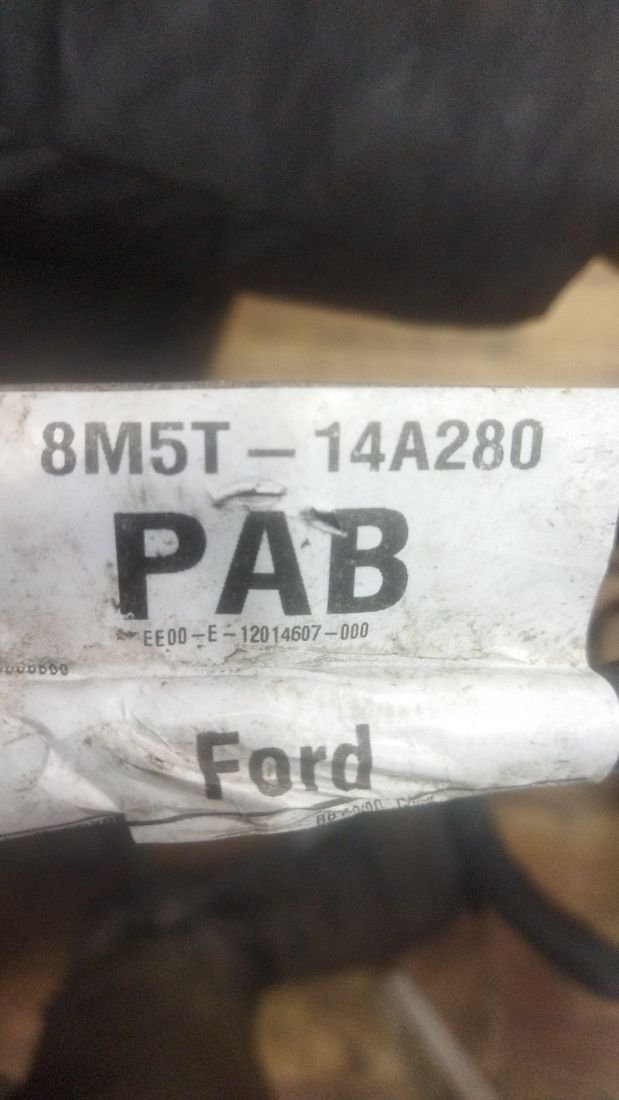 8M5T – 14A280
PAB
EE00-E-12014607-000
Ford